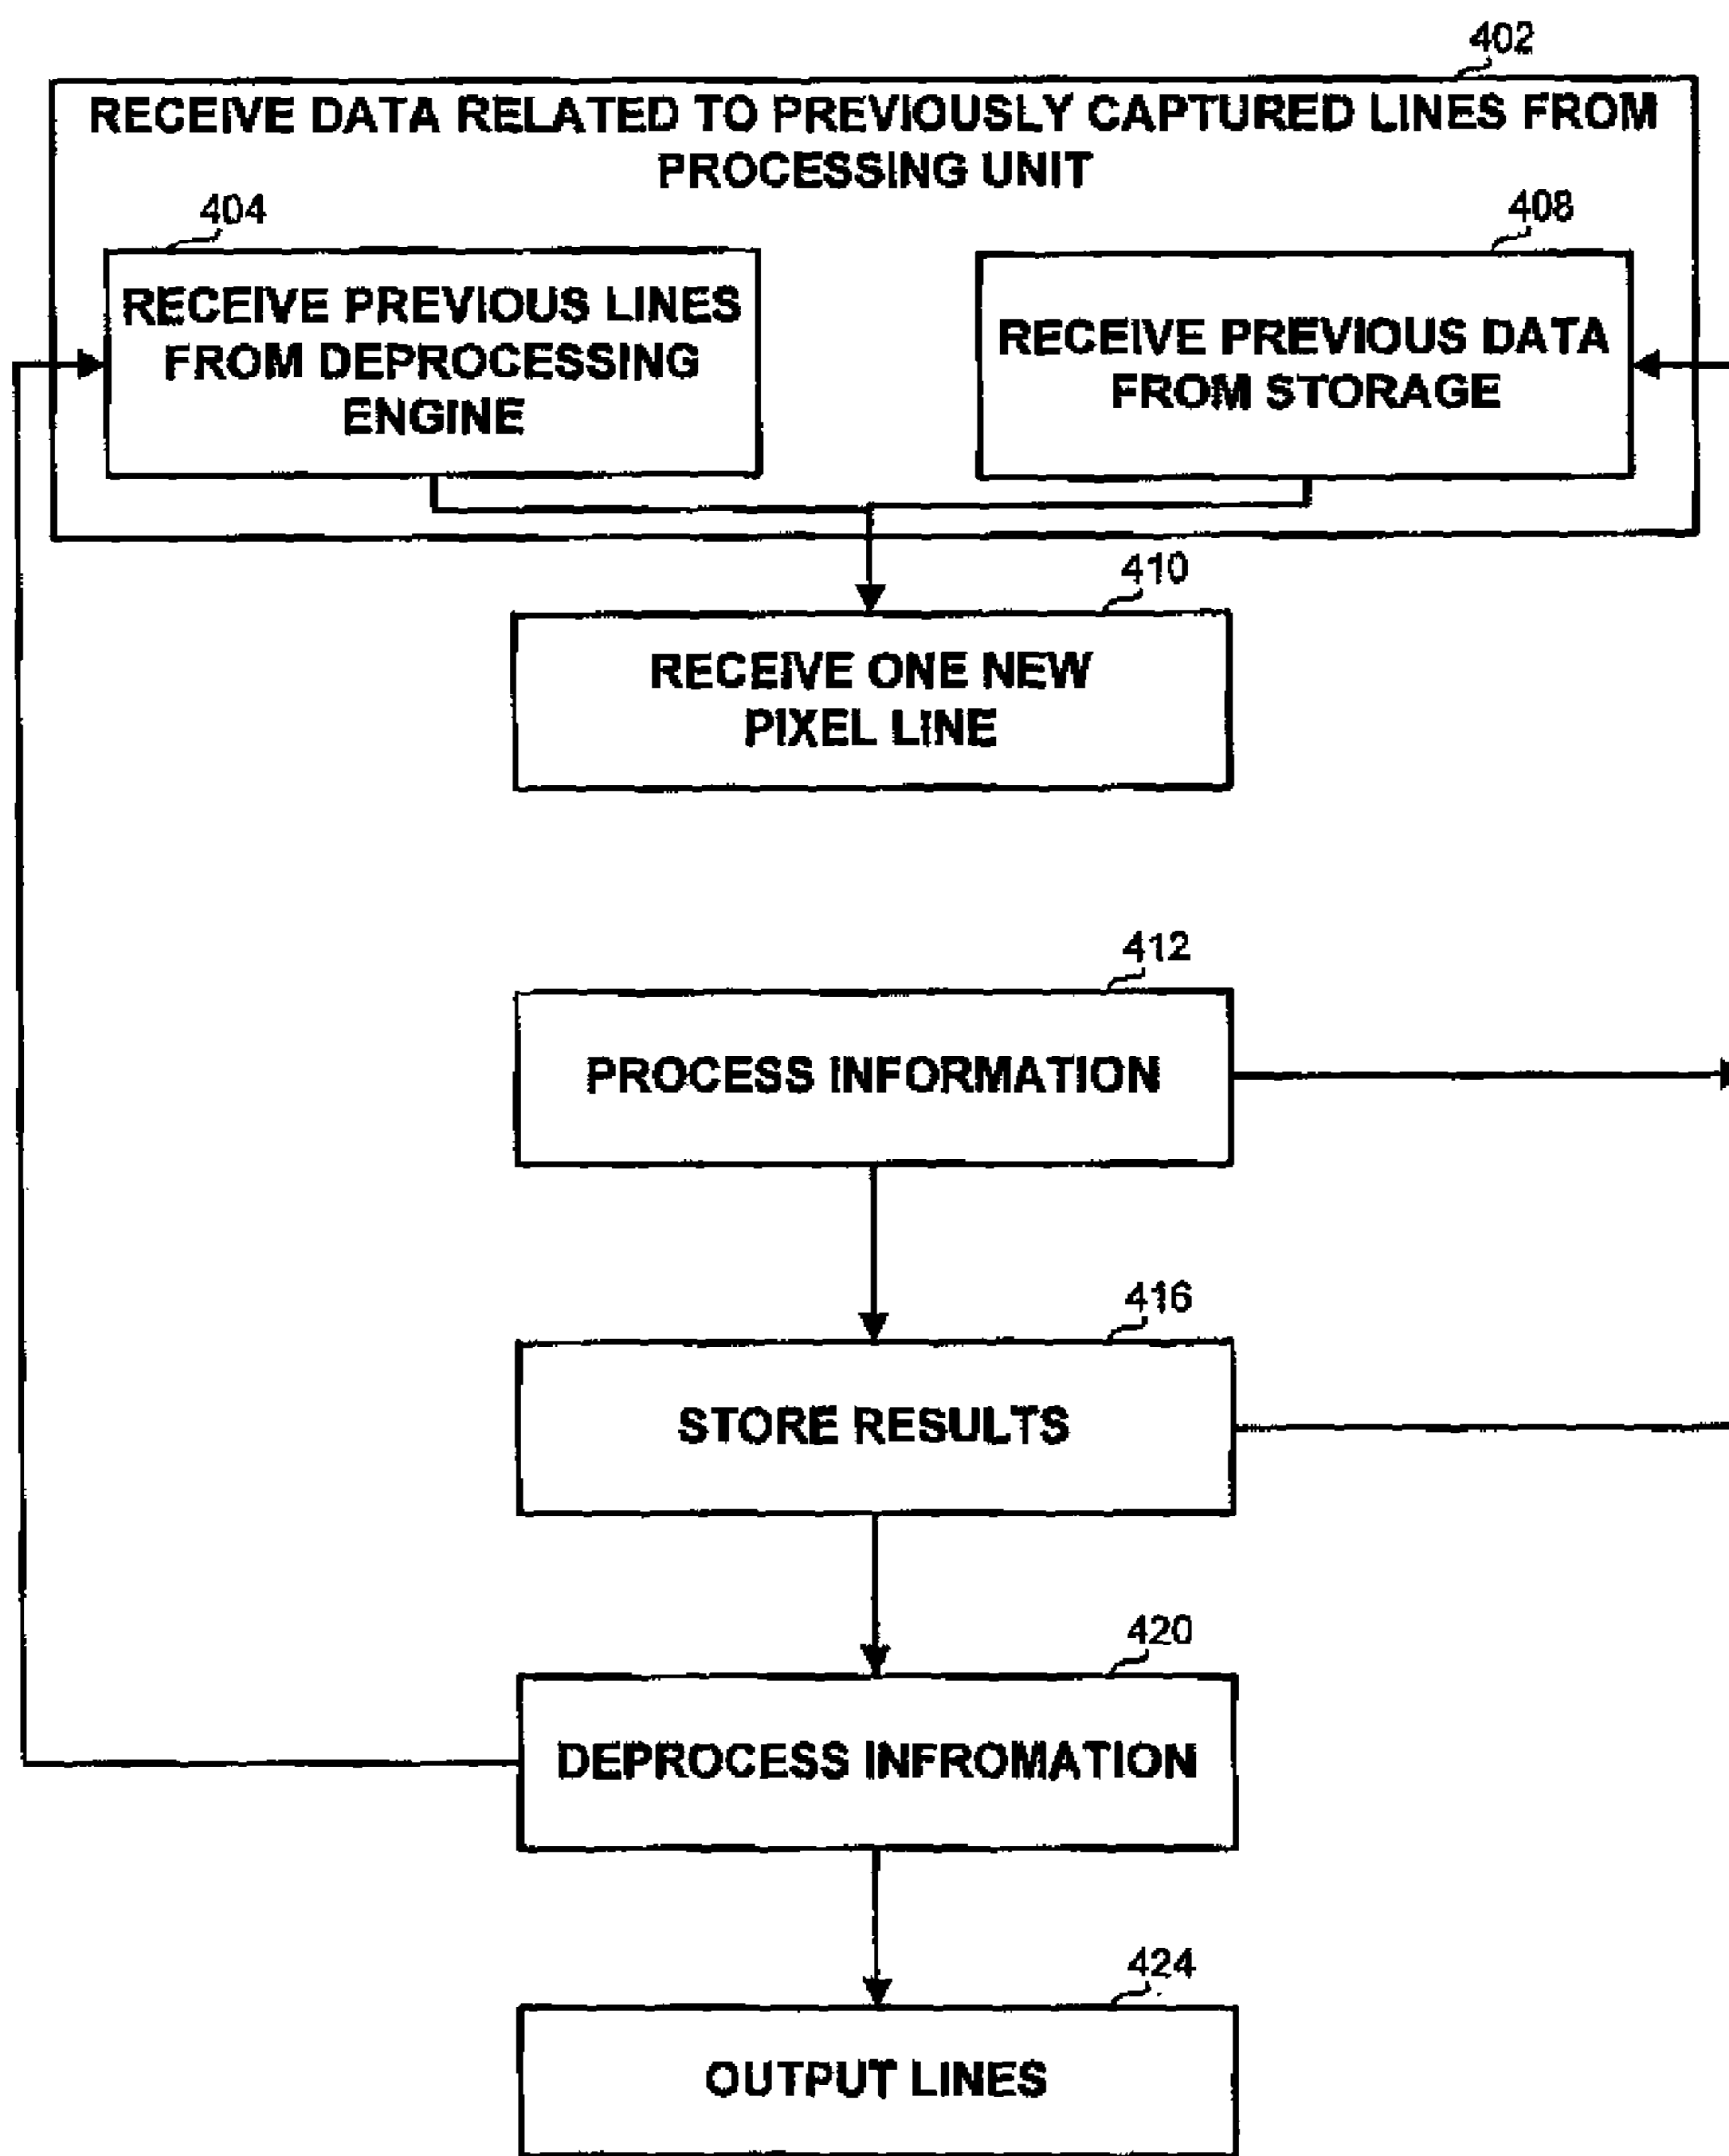 402
RECEIVE DATA RELATED TO PREVIOUSLY CAPTURED LINES FROM
PROCESSING UNIT
404
RECEIVE PREVIOUS LINES
FROM DEPROCESSING
ENGINE
408
RECEIVE PREVIOUS DATA
FROM STORAGE
410
RECEIVE ONE NEW
PIXEL LINE
412
PROCESS INFORMATION
416
STORE RESULTS
420
DEPROCESS INFROMATION
424
OUTPUT LINES